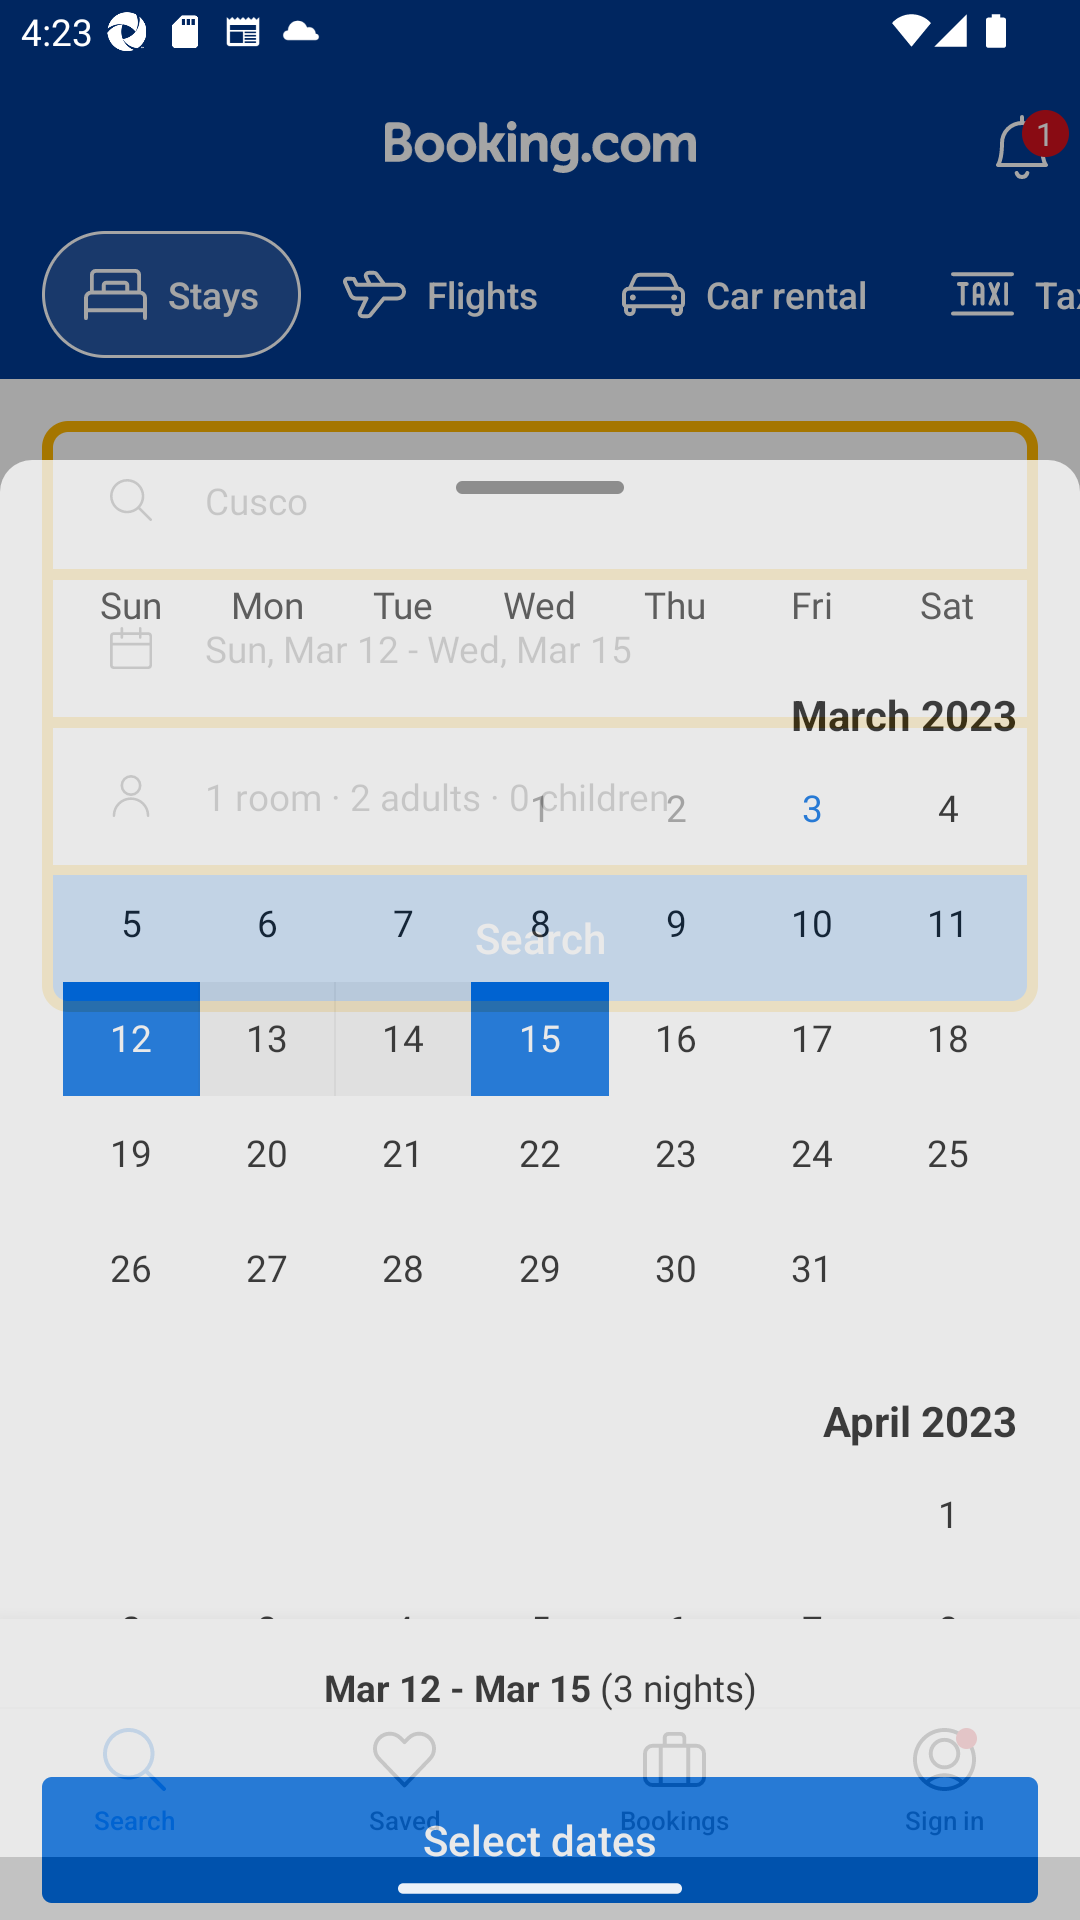 4:23
Booking.com
1
Stays Flights Car rental Tax
TAXI
Cusco
Sun Mon Tue Wed Thu Fri Sat
Sun, Mar 12 - Wed, Mar 15
March 2023
1 room · 2 adults · 0 children
1 2 3 4
5 6 7 8 9 10 11
Search
12 13 14 15 16 17 18
19 20 21 22 23 24 25
26 27 28 29 30 31
April 2023
1
Mar 12 - Mar 15 (3 nights)
Search Saved Bookings Sign in
Select dates